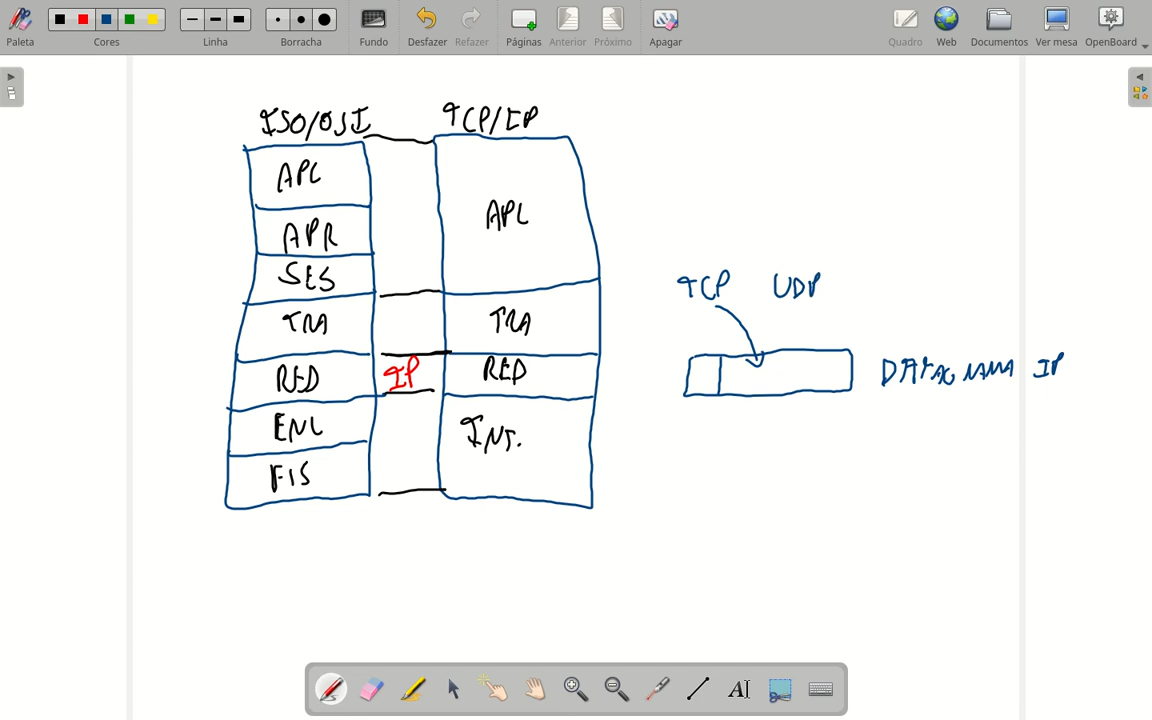 Paleta Cores Linha Borracha Fundo Desfazer Refazer Páginas Anterior Próximo Apagar Quadro Web Documentos Ver mesa OpenBoard
ISO/OSI TCP/IP
APL
APR
SES
TRA
RED
ENL
FIS
IP
APL
TRA
RED
INT.
TCP UDP
DATAGRAMA IP
AI